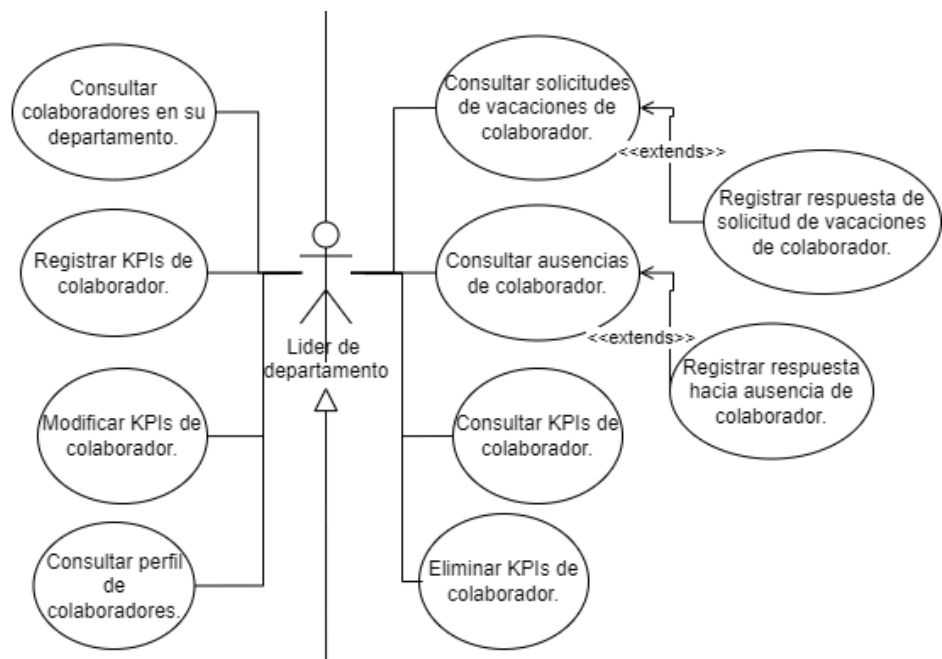 Consultar
colaboradores en su
departamento.
Consultar solicitudes
de vacaciones de
colaborador.
<<extends>>
Registrar respuesta de
solicitud de vacaciones
de colaborador.
Registrar KPIs de
colaborador.
Consultar ausencias
de colaborador.
<<extends>>
Registrar respuesta
hacia ausencia de
colaborador.
Lider de
departamento
Modificar KPIs de
colaborador.
Consultar KPIs de
colaborador.
Consultar perfil
de
colaboradores.
Eliminar KPIs de
colaborador.